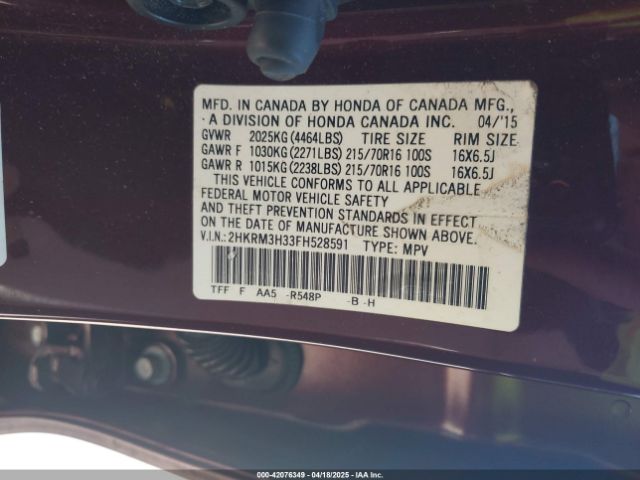 MFD. IN CANADA BY HONDA OF CANADA MFG.,
A DIVISION OF HONDA CANADA INC. 04/'15
GVWR 2025KG(4464LBS) TIRE SIZE RIM SIZE
GAWR F 1030KG(2271LBS) 215/70R16 100S 16X6.5J
GAWR R 1015KG(2238LBS) 215/70R16 100S 16X6.5J
THIS VEHICLE CONFORMS TO ALL APPLICABLE
FEDERAL MOTOR VEHICLE SAFETY
AND THEFT PREVENTION STANDARDS IN EFFECT
ON THE DATE OF MANUFACTURE SHOWN ABOVE.
V.I.N.: 2HKRM3H33FH528591 TYPE: MPV
TFF F AA5 -R548P -B -H
000-42076349 - 04/18/2025 - IAA Inc.